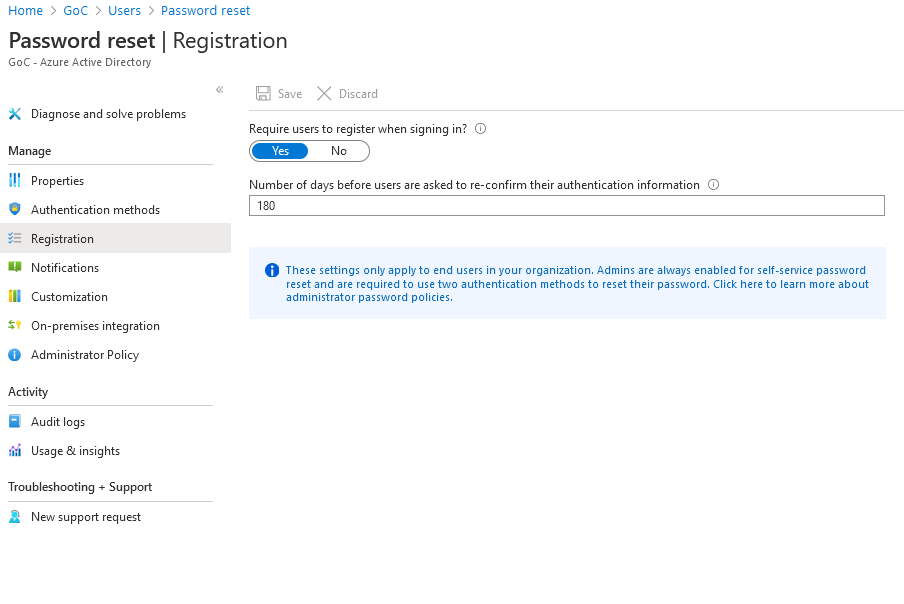 Home > GoC > Users > Password reset
Password reset | Registration
GoC - Azure Active Directory
«
Diagnose and solve problems
Manage
Properties
Authentication methods
Registration
Notifications
Customization
On-premises integration
Administrator Policy
Activity
Audit logs
Usage & insights
Troubleshooting + Support
New support request
Save Discard
Require users to register when signing in?
Yes No
Number of days before users are asked to re-confirm their authentication information
180
These settings only apply to end users in your organization. Admins are always enabled for self-service password
reset and are required to use two authentication methods to reset their password. Click here to learn more about
administrator password policies.